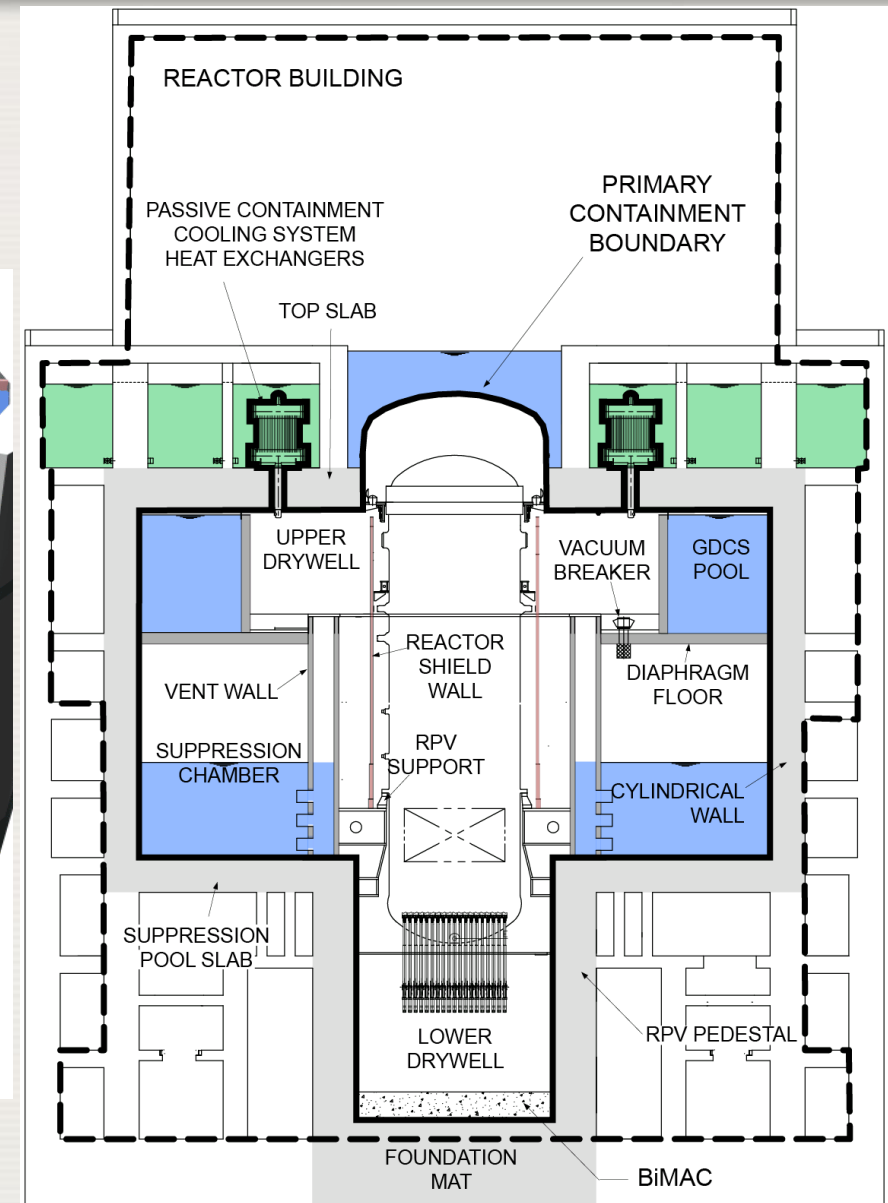 REACTOR BUILDING
PRIMARY
CONTAINMENT
BOUNDARY
PASSIVE CONTAINMENT
COOLING SYSTEM
HEAT EXCHANGERS
TOP SLAB
UPPER
DRYWELL
VACUUM
BREAKER
GDCS
POOL
REACTOR
SHIELD
WALL
VENT WALL
DIAPHRAGM
FLOOR
SUPPRESSION
CHAMBER
RPV
SUPPORT
CYLINDRICAL
WALL
SUPPRESSION
POOL SLAB
LOWER
DRYWELL
RPV PEDESTAL
FOUNDATION
MAT
BiMAC